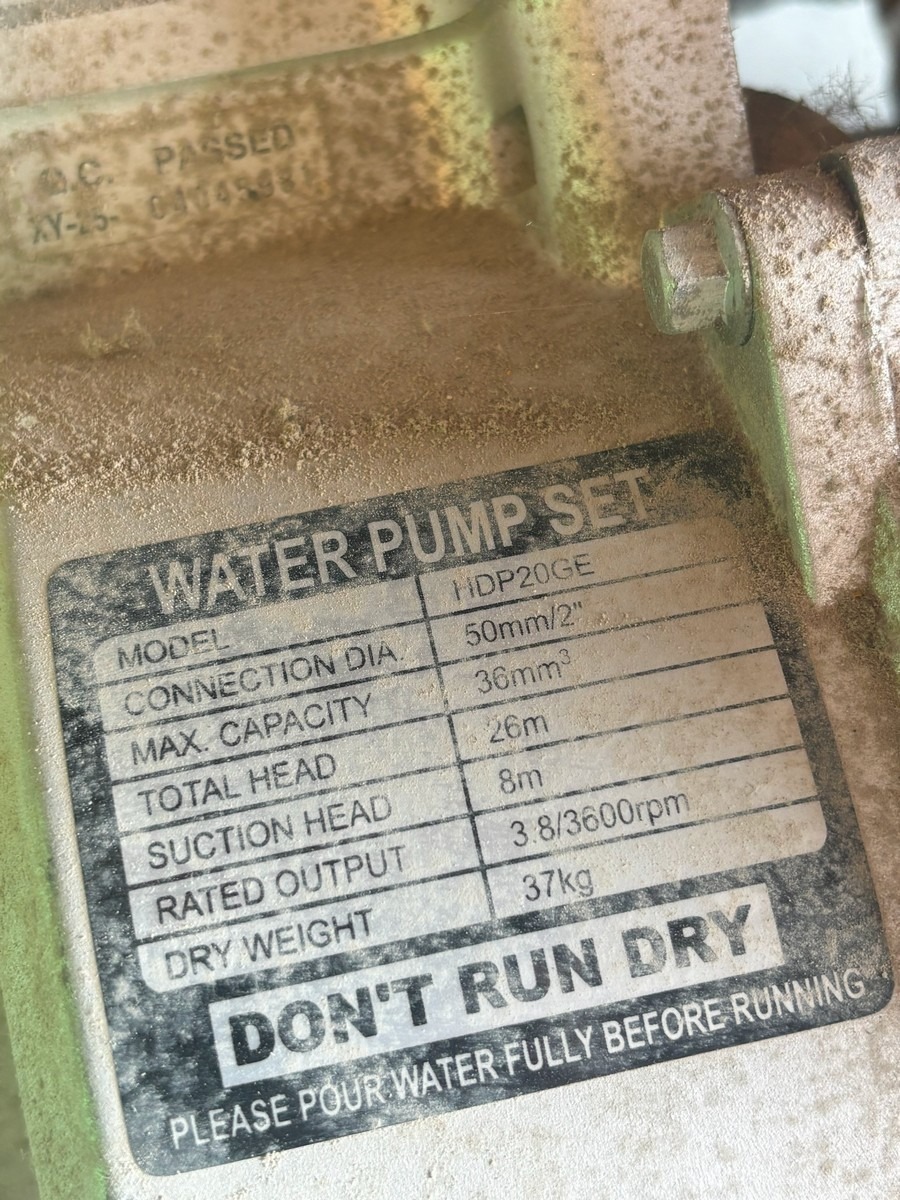 Q.C. PASSED
XY-25-
WATER PUMP SET
MODEL HDP20GE
CONNECTION DIA. 50mm/2"
MAX. CAPACITY 36mm³
TOTAL HEAD 26m
SUCTION HEAD 8m
RATED OUTPUT 3.8/3600rpm
DRY WEIGHT 37kg
DON'T RUN DRY
PLEASE POUR WATER FULLY BEFORE RUNNING